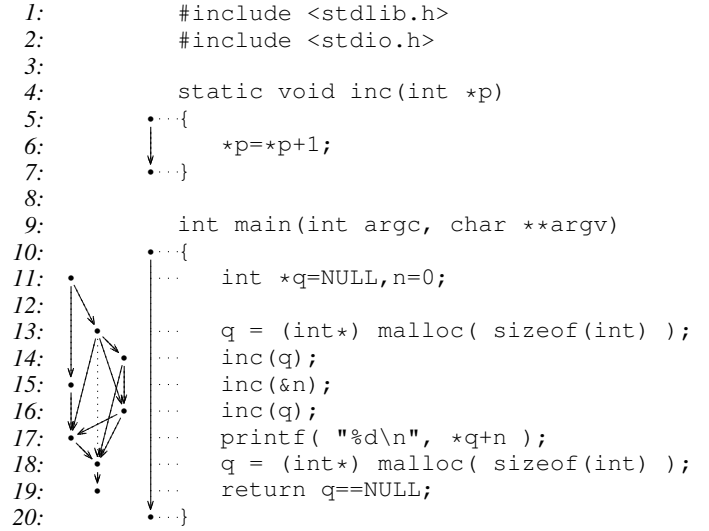 1: #include <stdlib.h>
2: #include <stdio.h>
3:
4: static void inc(int *p)
5: {
6: *p=*p+1;
7: }
8:
9: int main(int argc, char **argv)
10: {
11: int *q=NULL,n=0;
12:
13: q = (int*) malloc( sizeof(int) );
14: inc(q);
15: inc(&n);
16: inc(q);
17: printf( "%d\n", *q+n );
18: q = (int*) malloc( sizeof(int) );
19: return q==NULL;
20: }